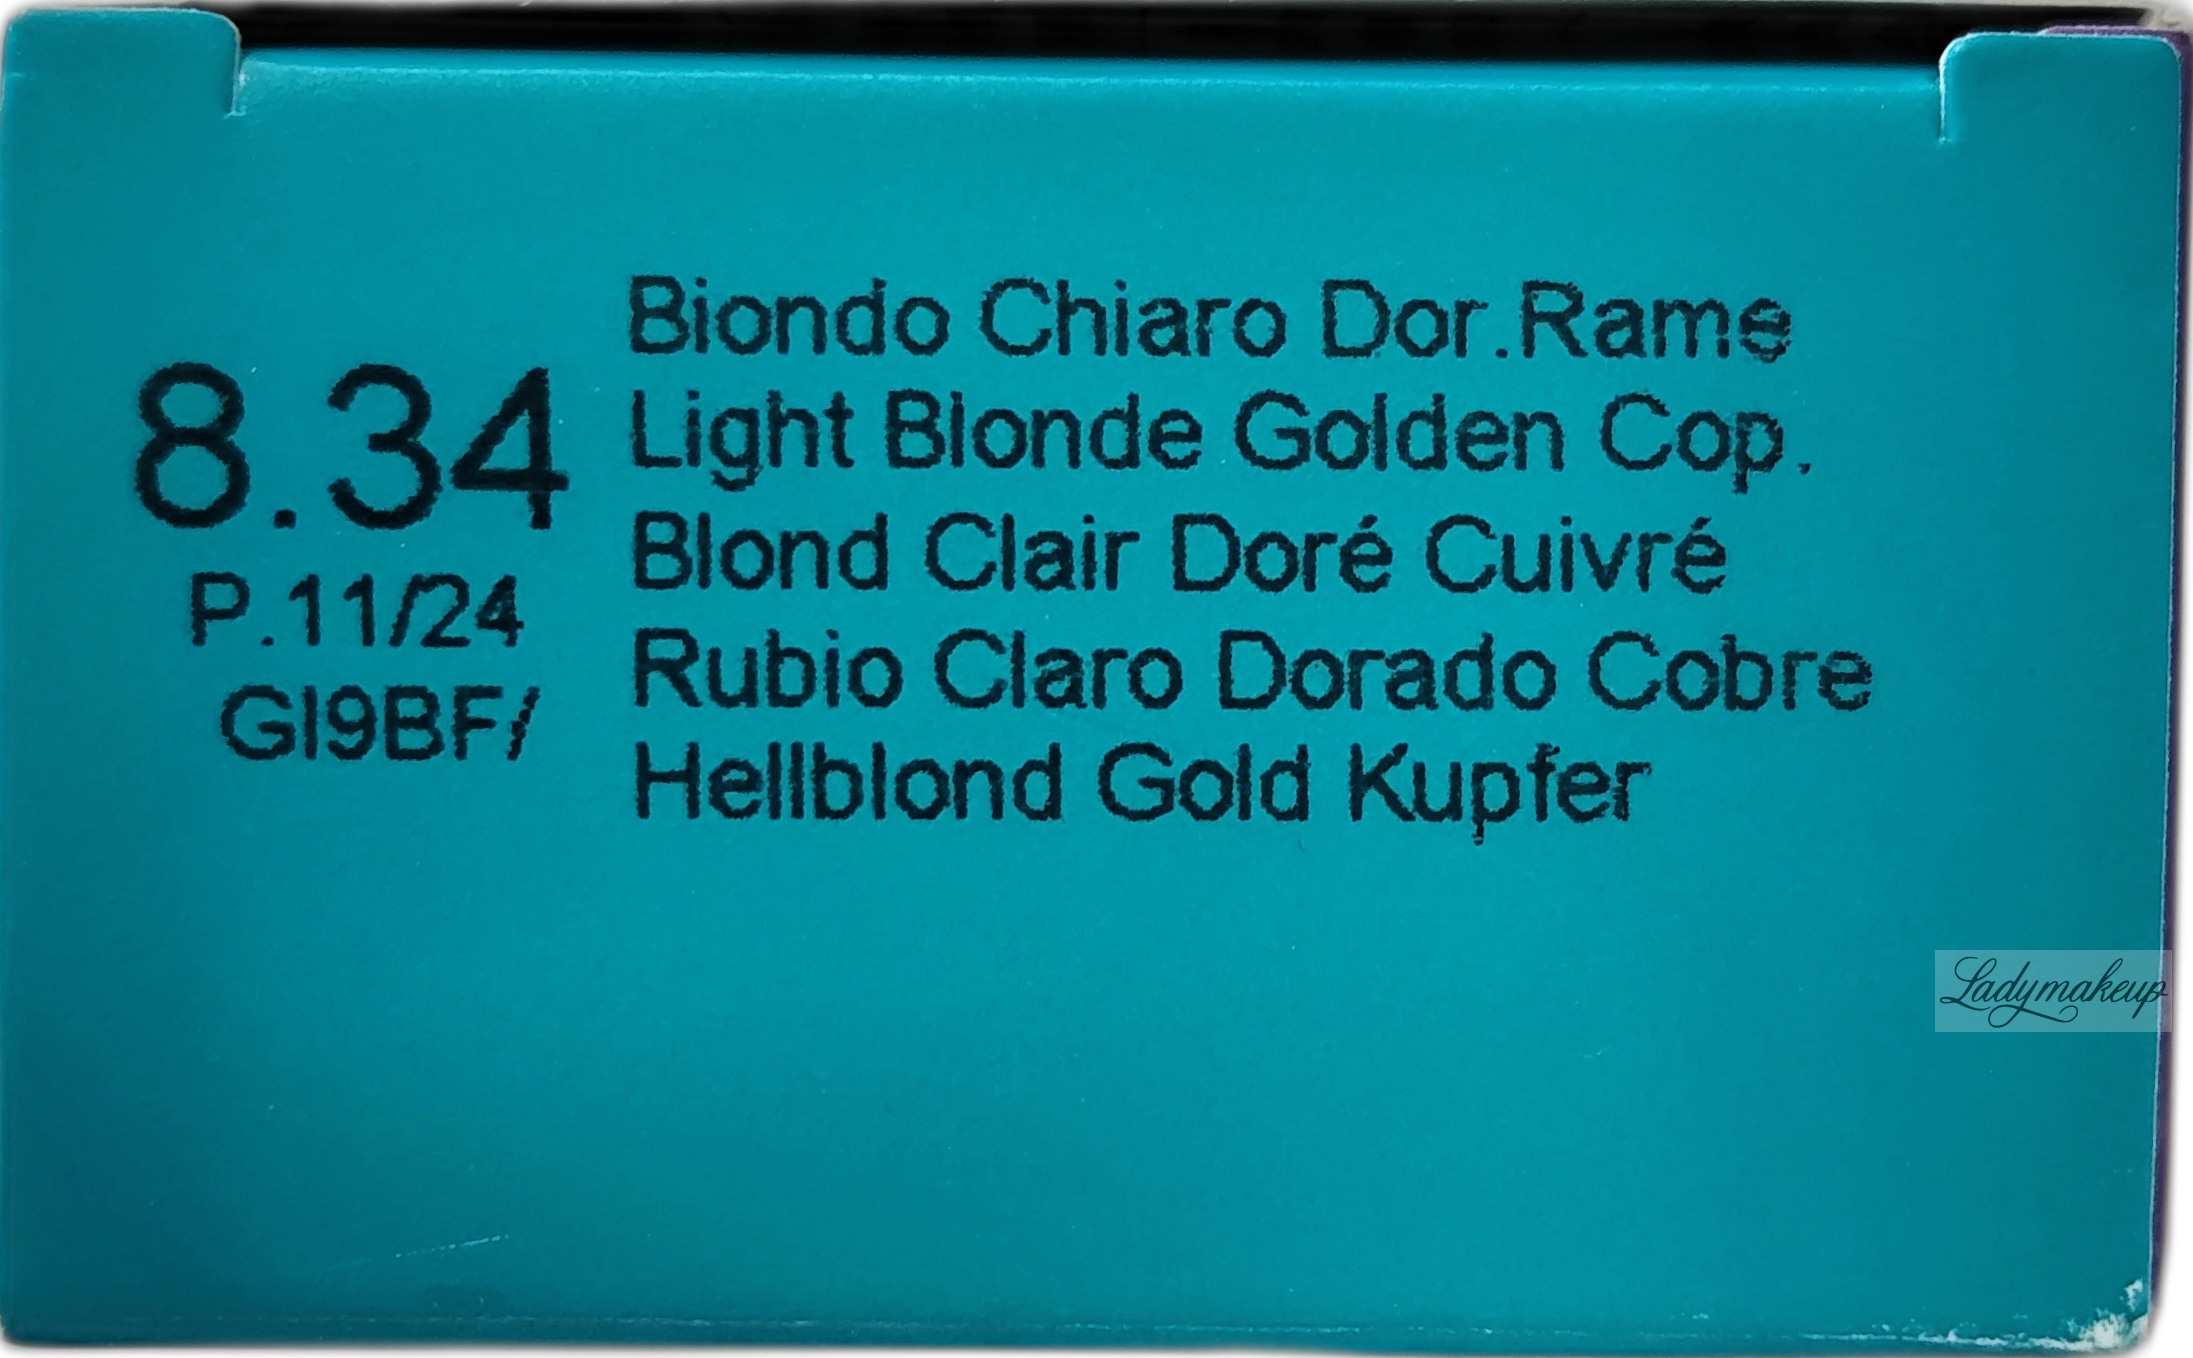 8.34
P.11/24
GI9BF/
Biondo Chiaro Dor.Rame
Light Blonde Golden Cop.
Blond Clair Doré Cuivré
Rubio Claro Dorado Cobre
Hellblond Gold Kupfer
Ladymakeup